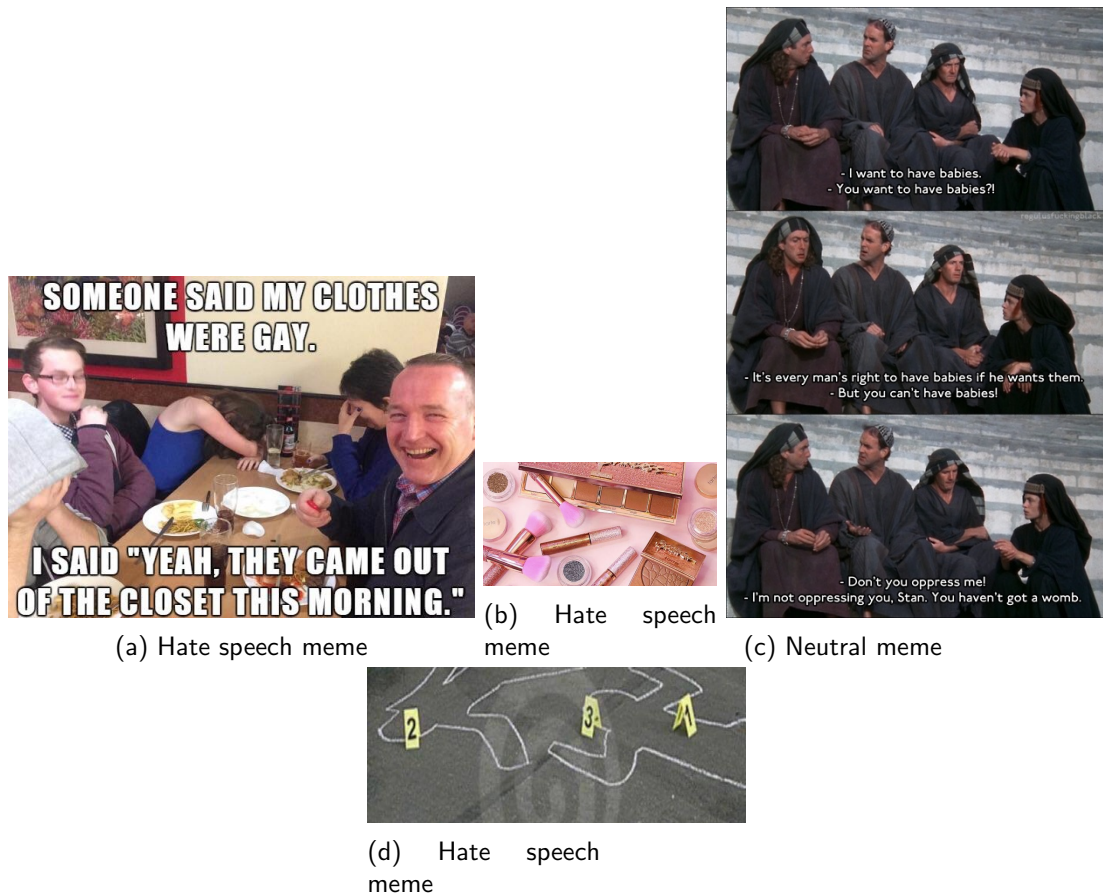 SOMEONE SAID MY CLOTHES
WERE GAY.
I SAID "YEAH, THEY CAME OUT
OF THE CLOSET THIS MORNING."
(a) Hate speech meme
(b) Hate speech
meme
- I want to have babies.
- You want to have babies?!
regulusfuckingblack
- It's every man's right to have babies if he wants them.
- But you can't have babies!
- Don't you oppress me!
- I'm not oppressing you, Stan. You haven't got a womb.
(c) Neutral meme
2
3
1
(d) Hate speech
meme